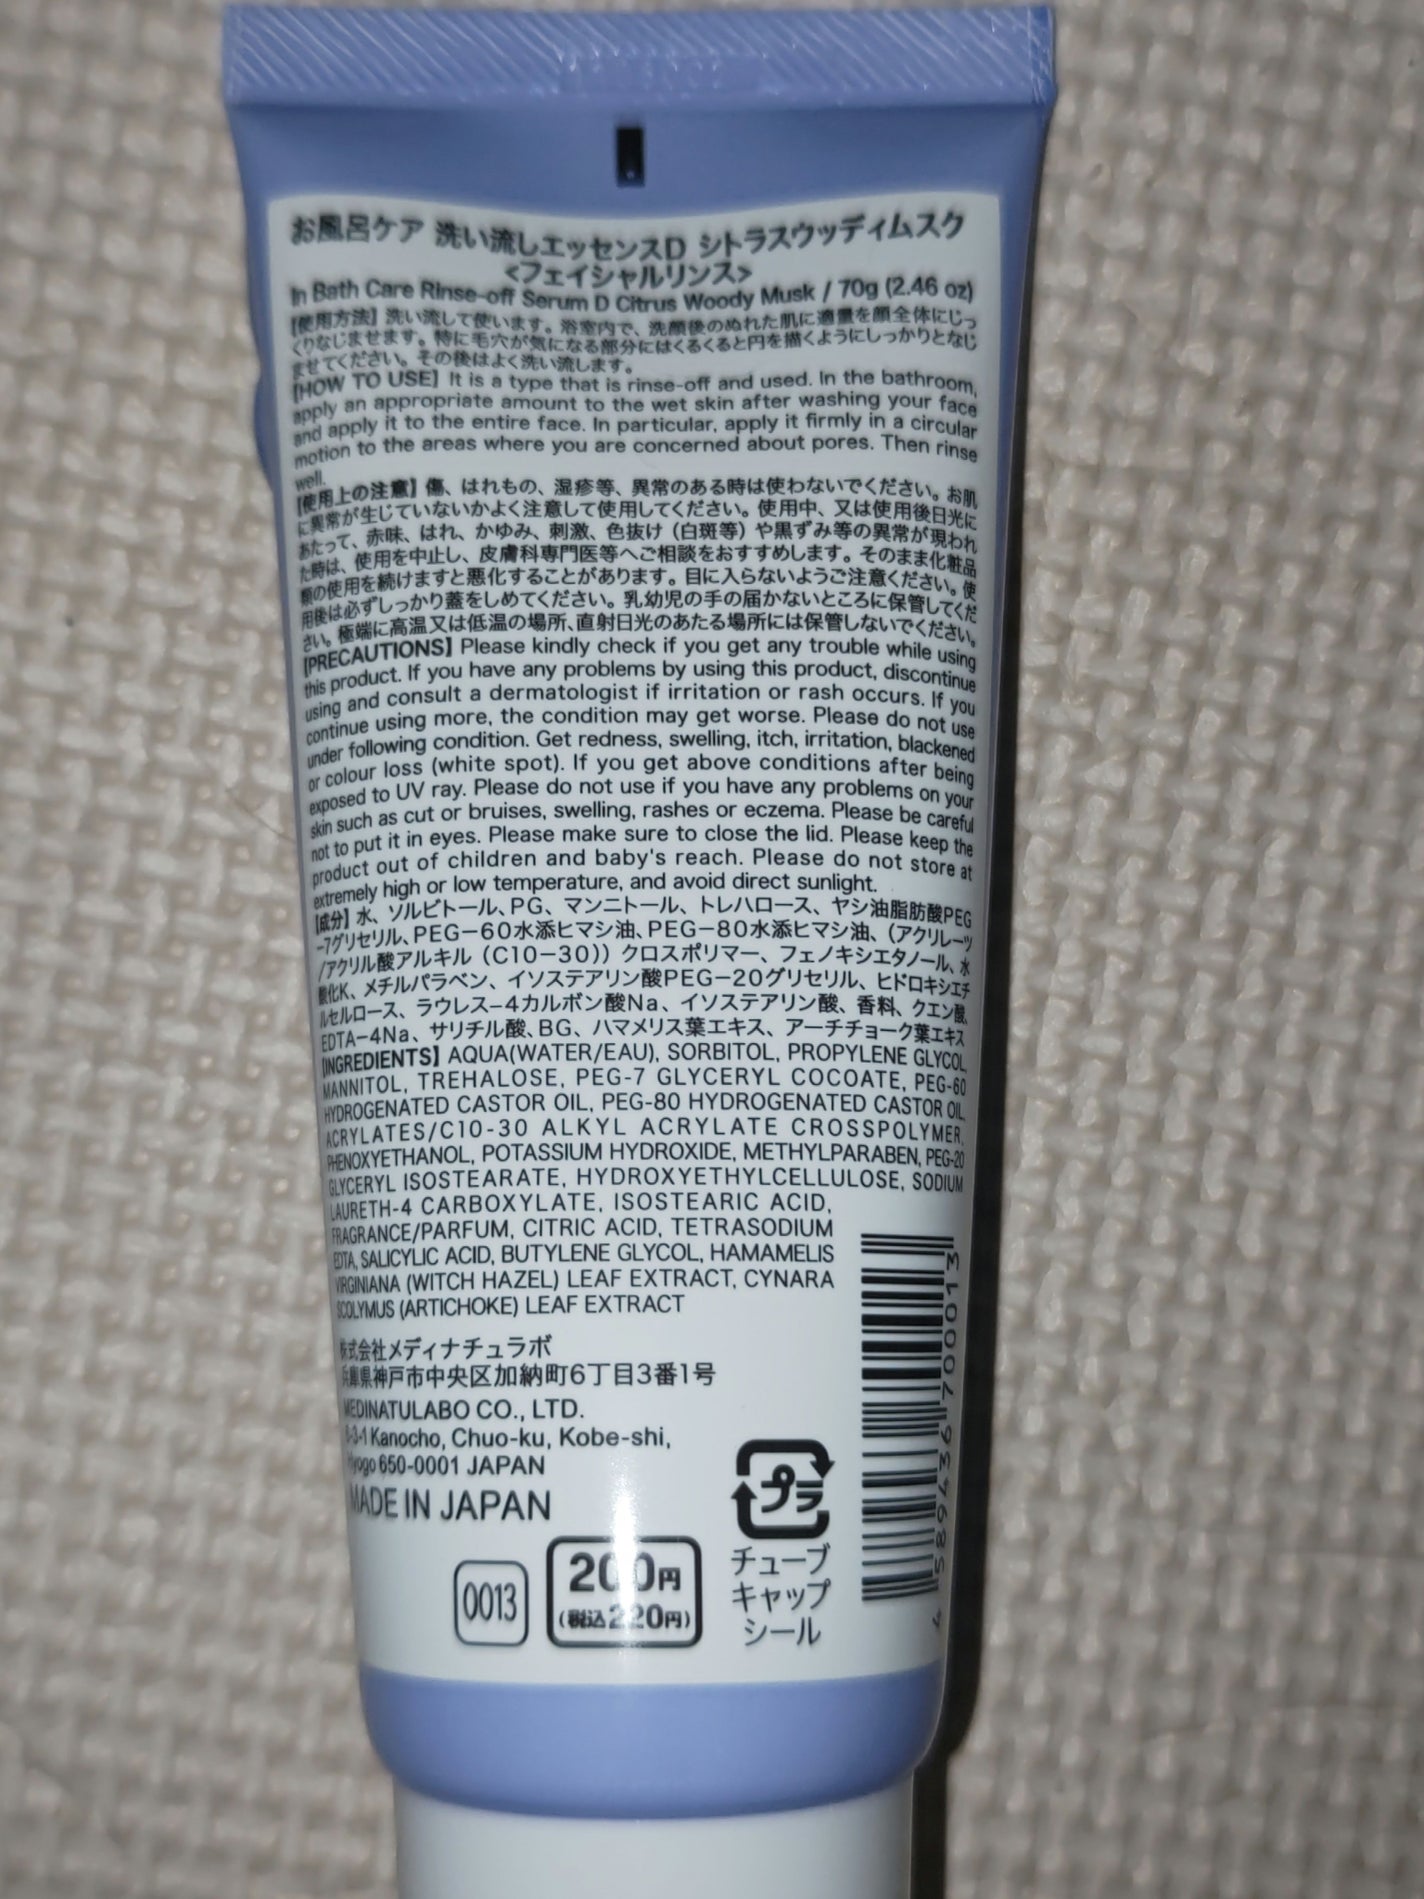 お風呂ケア 洗い流しエッセンスD シトラスウッディムスク
<フェイシャルリンス>
In Bath Care Rinse-off Serum D Citrus Woody Musk / 70g (2.46 oz)
【使用方法】洗い流して使います。浴室内で、洗顔後のぬれた肌に適量を顔全体にじっ
くりなじませます。特に毛穴が気になる部分にはくるくると円を描くようにしっかりとなじ
ませてください。その後はよく洗い流します。
【HOW TO USE】It is a type that is rinse-off and used. In the bathroom,
apply an appropriate amount to the wet skin after washing your face
and apply it to the entire face. In particular, apply it firmly in a circular
motion to the areas where you are concerned about pores. Then rinse
well.
【使用上の注意】傷、はれもの、湿疹等、異常のある時は使わないでください。お肌
に異常が生じていないかよく注意して使用してください。使用中、又は使用後日光に
あたって、赤味、はれ、かゆみ、刺激、色抜け（白斑等）や黒ずみ等の異常が現われ
た時は、使用を中止し、皮膚科専門医等へご相談をおすすめします。そのまま化粧品
類の使用を続けますと悪化することがあります。目に入らないようご注意ください。使
用後は必ずしっかり蓋をしめてください。乳幼児の手の届かないところに保管してくだ
さい。極端に高温又は低温の場所、直射日光のあたる場所には保管しないでください。
【PRECAUTIONS】Please kindly check if you get any trouble while using
this product. If you have any problems by using this product, discontinue
using and consult a dermatologist if irritation or rash occurs. If you
continue using more, the condition may get worse. Please do not use
under following condition. Get redness, swelling, itch, irritation, blackened
or colour loss (white spot). If you get above conditions after being
exposed to UV ray. Please do not use if you have any problems on your
skin such as cut or bruises, swelling, rashes or eczema. Please be careful
not to put it in eyes. Please make sure to close the lid. Please keep the
product out of children and baby's reach. Please do not store at
extremely high or low temperature, and avoid direct sunlight.
【成分】水、ソルビトール、PG、マンニトール、トレハロース、ヤシ油脂肪酸PEG
-7グリセリル、PEG-60水添ヒマシ油、PEG-80水添ヒマシ油、（アクリレーツ
/アクリル酸アルキル（C10-30））クロスポリマー、フェノキシエタノール、水
酸化K、メチルパラベン、イソステアリン酸PEG-20グリセリル、ヒドロキシエチ
ルセルロース、ラウレス-4カルボン酸Na、イソステアリン酸、香料、クエン酸、
EDTA-4Na、サリチル酸、BG、ハマメリス葉エキス、アーチチョーク葉エキス
【INGREDIENTS】AQUA(WATER/EAU), SORBITOL, PROPYLENE GLYCOL,
MANNITOL, TREHALOSE, PEG-7 GLYCERYL COCOATE, PEG-60
HYDROGENATED CASTOR OIL, PEG-80 HYDROGENATED CASTOR OIL,
ACRYLATES/C10-30 ALKYL ACRYLATE CROSSPOLYMER,
PHENOXYETHANOL, POTASSIUM HYDROXIDE, METHYLPARABEN, PEG-20
GLYCERYL ISOSTEARATE, HYDROXYETHYLCELLULOSE, SODIUM
LAURETH-4 CARBOXYLATE, ISOSTEARIC ACID,
FRAGRANCE/PARFUM, CITRIC ACID, TETRASODIUM
EDTA, SALICYLIC ACID, BUTYLENE GLYCOL, HAMAMELIS
VIRGINIANA (WITCH HAZEL) LEAF EXTRACT, CYNARA
SCOLYMUS (ARTICHOKE) LEAF EXTRACT
株式会社メディナチュラボ
兵庫県神戸市中央区加納町6丁目3番1号
MEDINATULABO CO., LTD.
6-3-1 Kanocho, Chuo-ku, Kobe-shi,
Hyogo 650-0001 JAPAN
MADE IN JAPAN
0013
200円
(税込220円)
プラ
チューブ
キャップ
シール
4 589436 700013